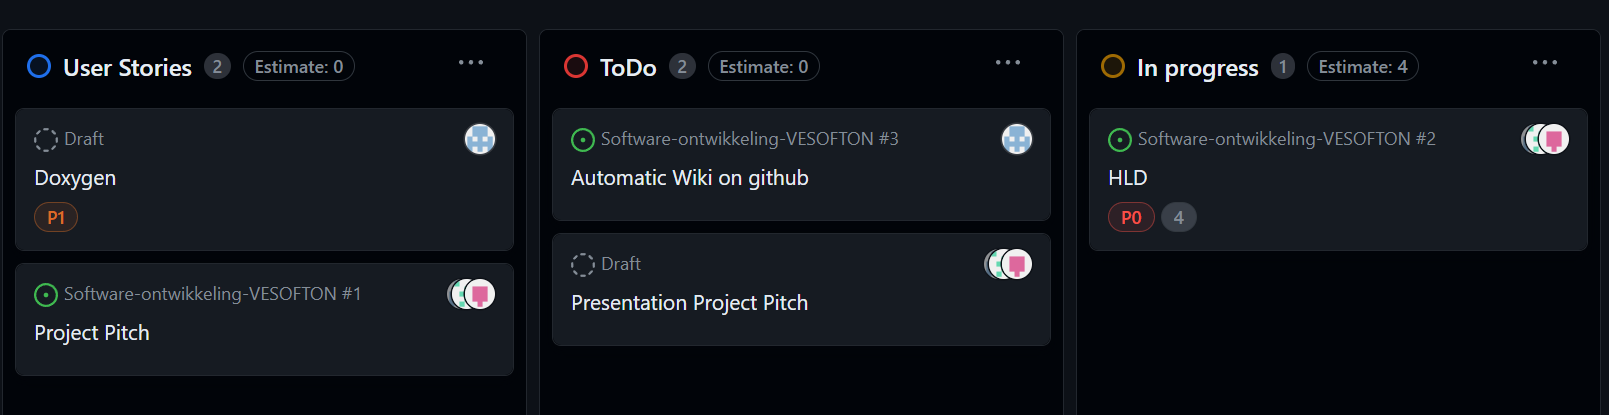 User Stories 2 Estimate: 0
Draft
Doxygen
P1
Software-ontwikkeling-VESOFTON #1
Project Pitch
ToDo 2 Estimate: 0
Software-ontwikkeling-VESOFTON #3
Automatic Wiki on github
Draft
Presentation Project Pitch
In progress 1 Estimate: 4
Software-ontwikkeling-VESOFTON #2
HLD
P0 4